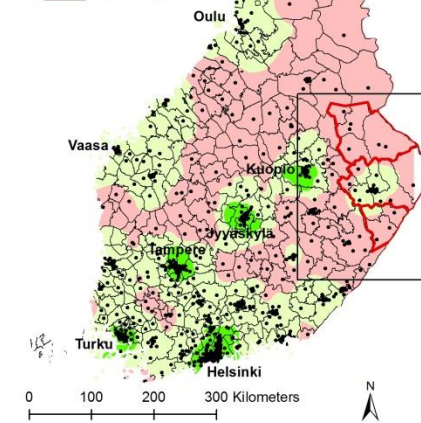 Oulu
Vaasa
Kuopio
Jyväskylä
Tampere
Turku
Helsinki
0 100 200 300 Kilometers
N